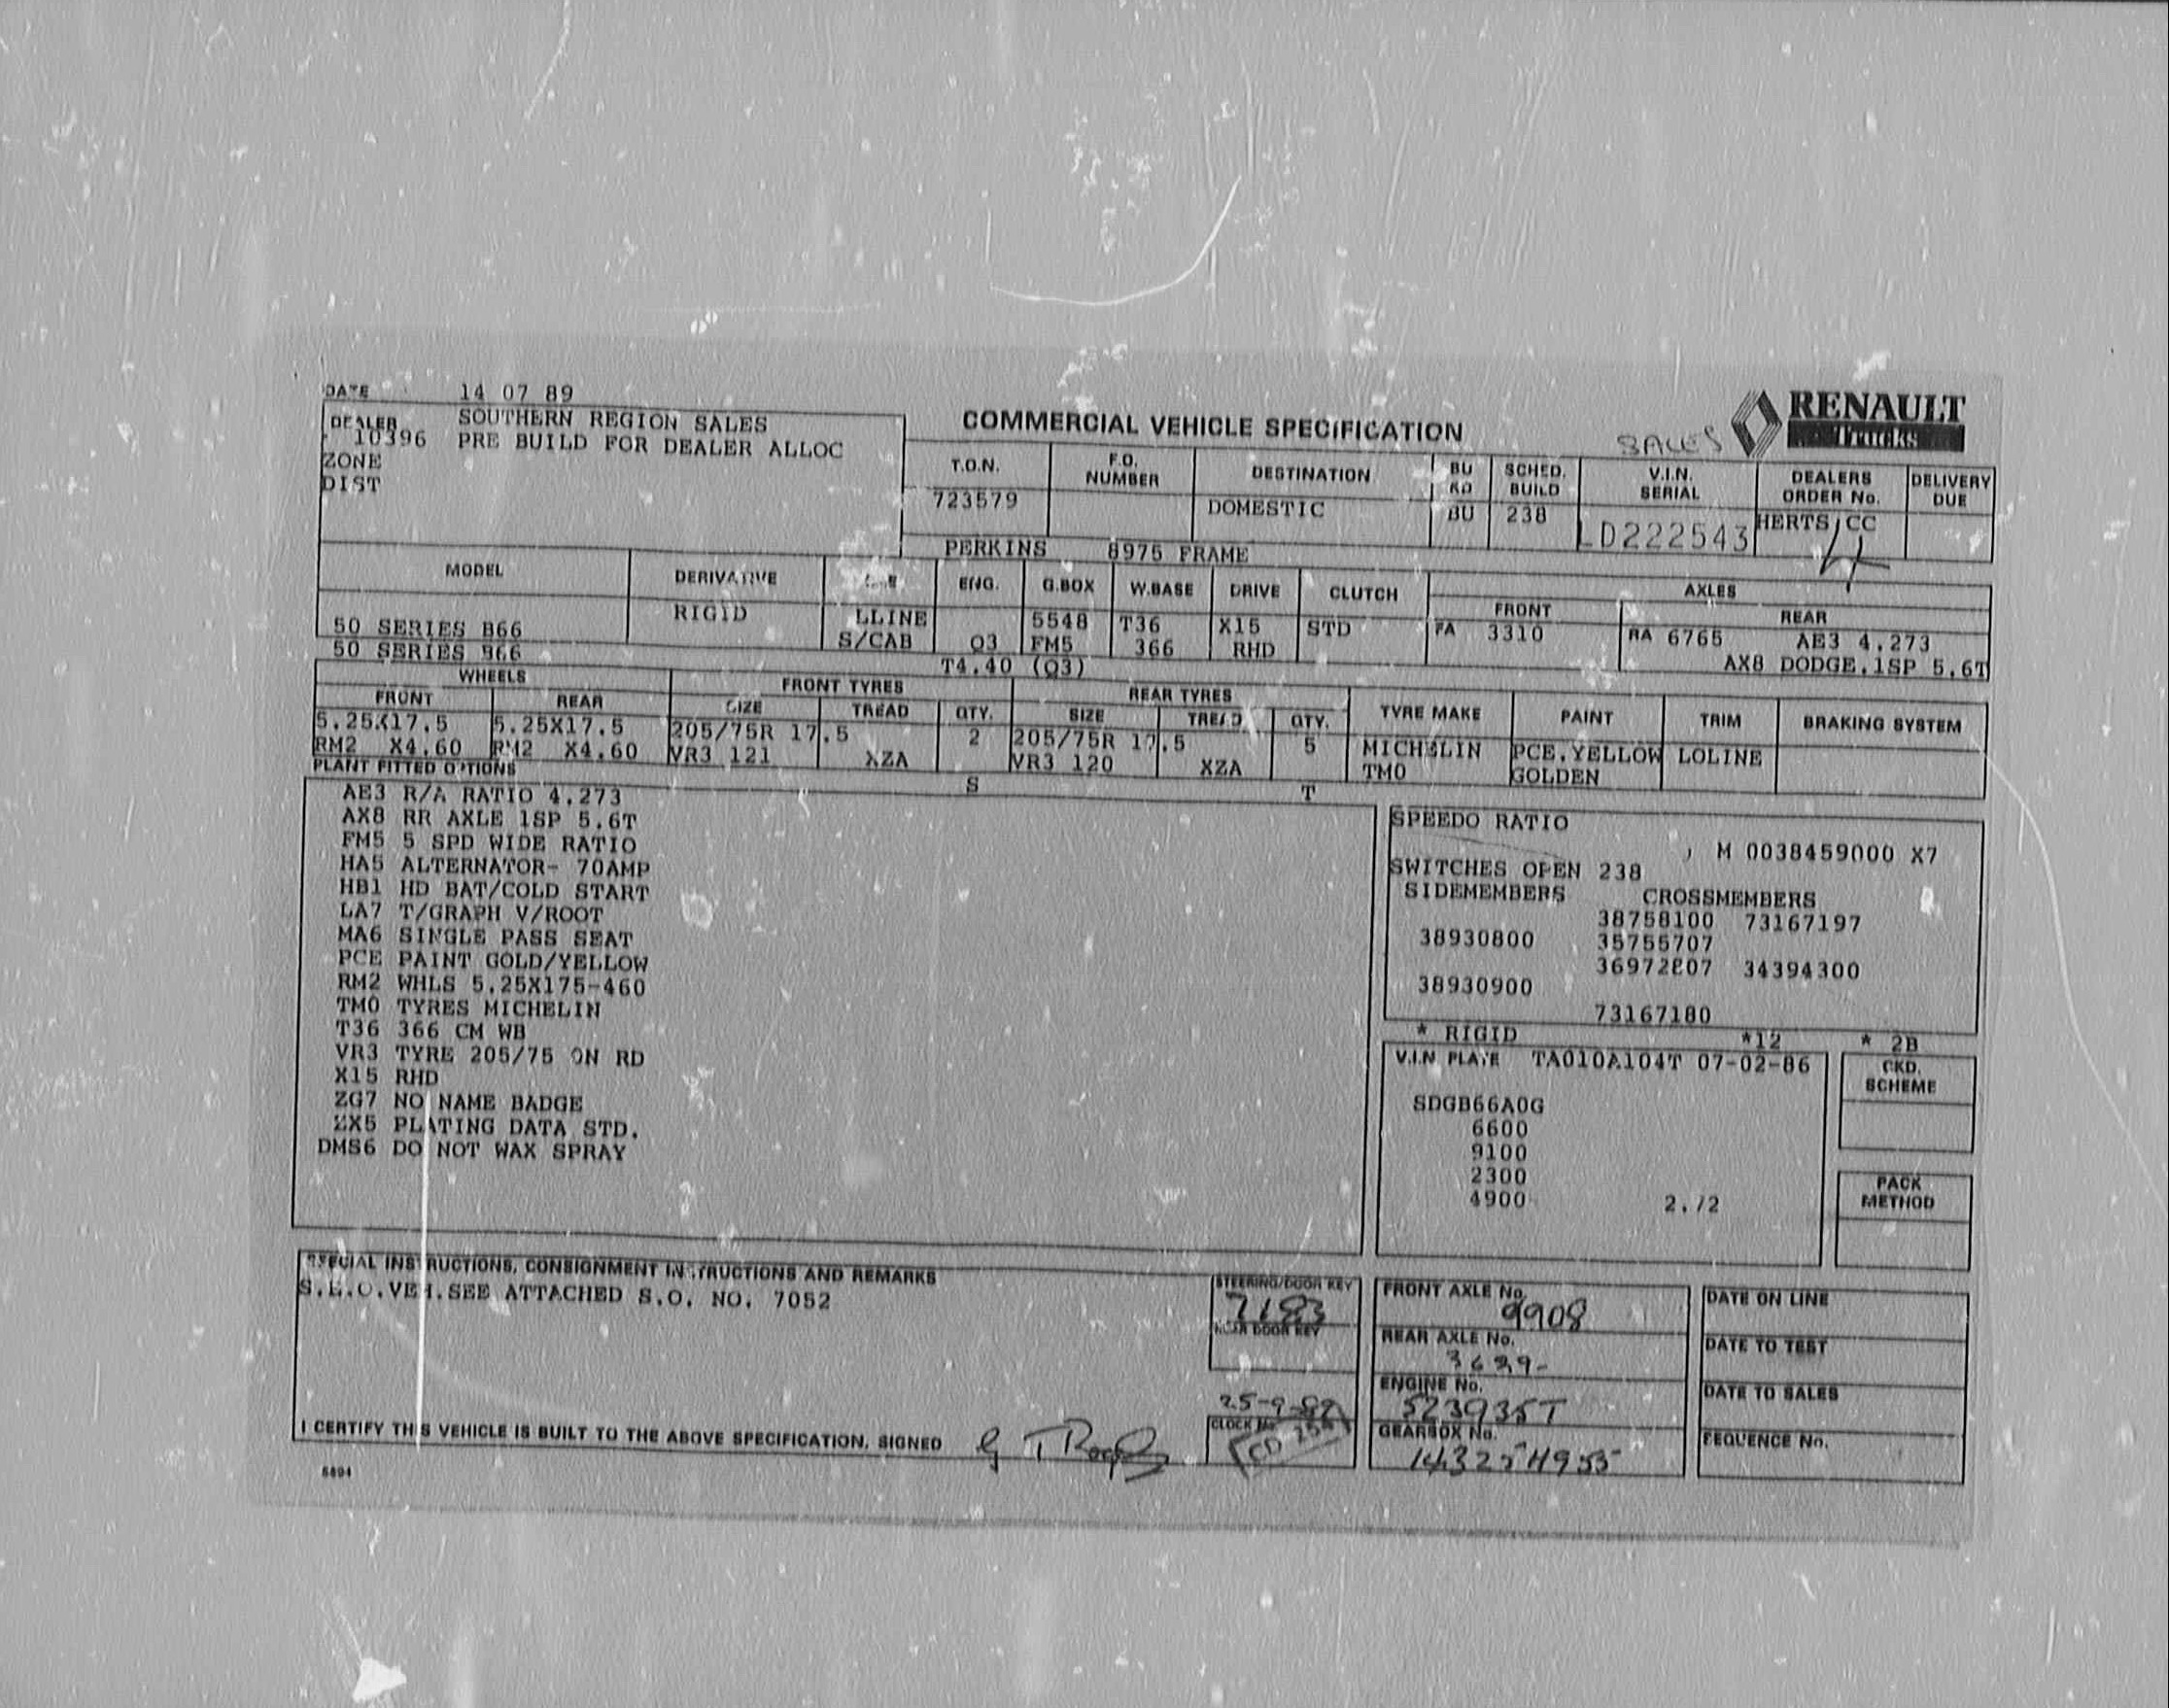 DATE 14 07 89
DEALER SOUTHERN REGION SALES
10396 PRE BUILD FOR DEALER ALLOC
ZONE
DIST
COMMERCIAL VEHICLE SPECIFICATION
SALES
RENAULT
Trucks
T.O.N. F.O. NUMBER DESTINATION BU KD SCHED. BUILD V.I.N. SERIAL DEALERS ORDER No. DELIVERY DUE
723579 DOMESTIC BU 238 LD222543 HERTS CC
PERKINS 8975 FRAME
MODEL DERIVATIVE ENG. G.BOX W.BASE DRIVE CLUTCH AXLES
FRONT REAR
50 SERIES B66 RIGID LLINE 5548 T36 X15 STD FA 3310 RA 6765 AE3 4.273
50 SERIES B66 S/CAB Q3 FM5 366 RHD AX8 DODGE.1SP 5.6T
T4.40 (Q3)
WHEELS FRONT TYRES REAR TYRES
FRONT REAR SIZE TREAD QTY. SIZE TREAD QTY. TYRE MAKE PAINT TRIM BRAKING SYSTEM
5.25X17.5 5.25X17.5 205/75R 17.5 2 205/75R 17.5 5 MICHELIN PCE.YELLOW LOLINE
RM2 X4.60 RM2 X4.60 VR3 121 XZA VR3 120 XZA TM0 GOLDEN
PLANT FITTED OPTIONS
S T
AE3 R/A RATIO 4.273
AX8 RR AXLE 1SP 5.6T
FM5 5 SPD WIDE RATIO
HA5 ALTERNATOR- 70AMP
HB1 HD BAT/COLD START
LA7 T/GRAPH V/ROOT
MA6 SINGLE PASS SEAT
PCE PAINT GOLD/YELLOW
RM2 WHLS 5.25X175-460
TM0 TYRES MICHELIN
T36 366 CM WB
VR3 TYRE 205/75 ON RD
X15 RHD
ZG7 NO NAME BADGE
ZX5 PLATING DATA STD.
DMS6 DO NOT WAX SPRAY
SPEEDO RATIO
M 0038459000 X7
SWITCHES OPEN 238
SIDEMEMBERS CROSSMEMBERS
38758100 73167197
38930800 35755707
36972807 34394300
38930900
73167180
* RIGID *12 * 2B
V.I.N PLATE TA010A104T 07-02-86
SDGB66A0G
6600
9100
2300
4900 2.72
CKD. SCHEME
PACK METHOD
SPECIAL INSTRUCTIONS, CONSIGNMENT INSTRUCTIONS AND REMARKS
S.E.O.VEH.SEE ATTACHED S.O. NO. 7052
STEERING/DOOR KEY
7183
REAR DOOR KEY
25-9-89
CLOCK No.
FRONT AXLE No.
9908
REAR AXLE No.
3629-
ENGINE No.
523935T
GEARBOX No.
DATE ON LINE
DATE TO TEST
DATE TO SALES
SEQUENCE No.
I CERTIFY THIS VEHICLE IS BUILT TO THE ABOVE SPECIFICATION. SIGNED
6894